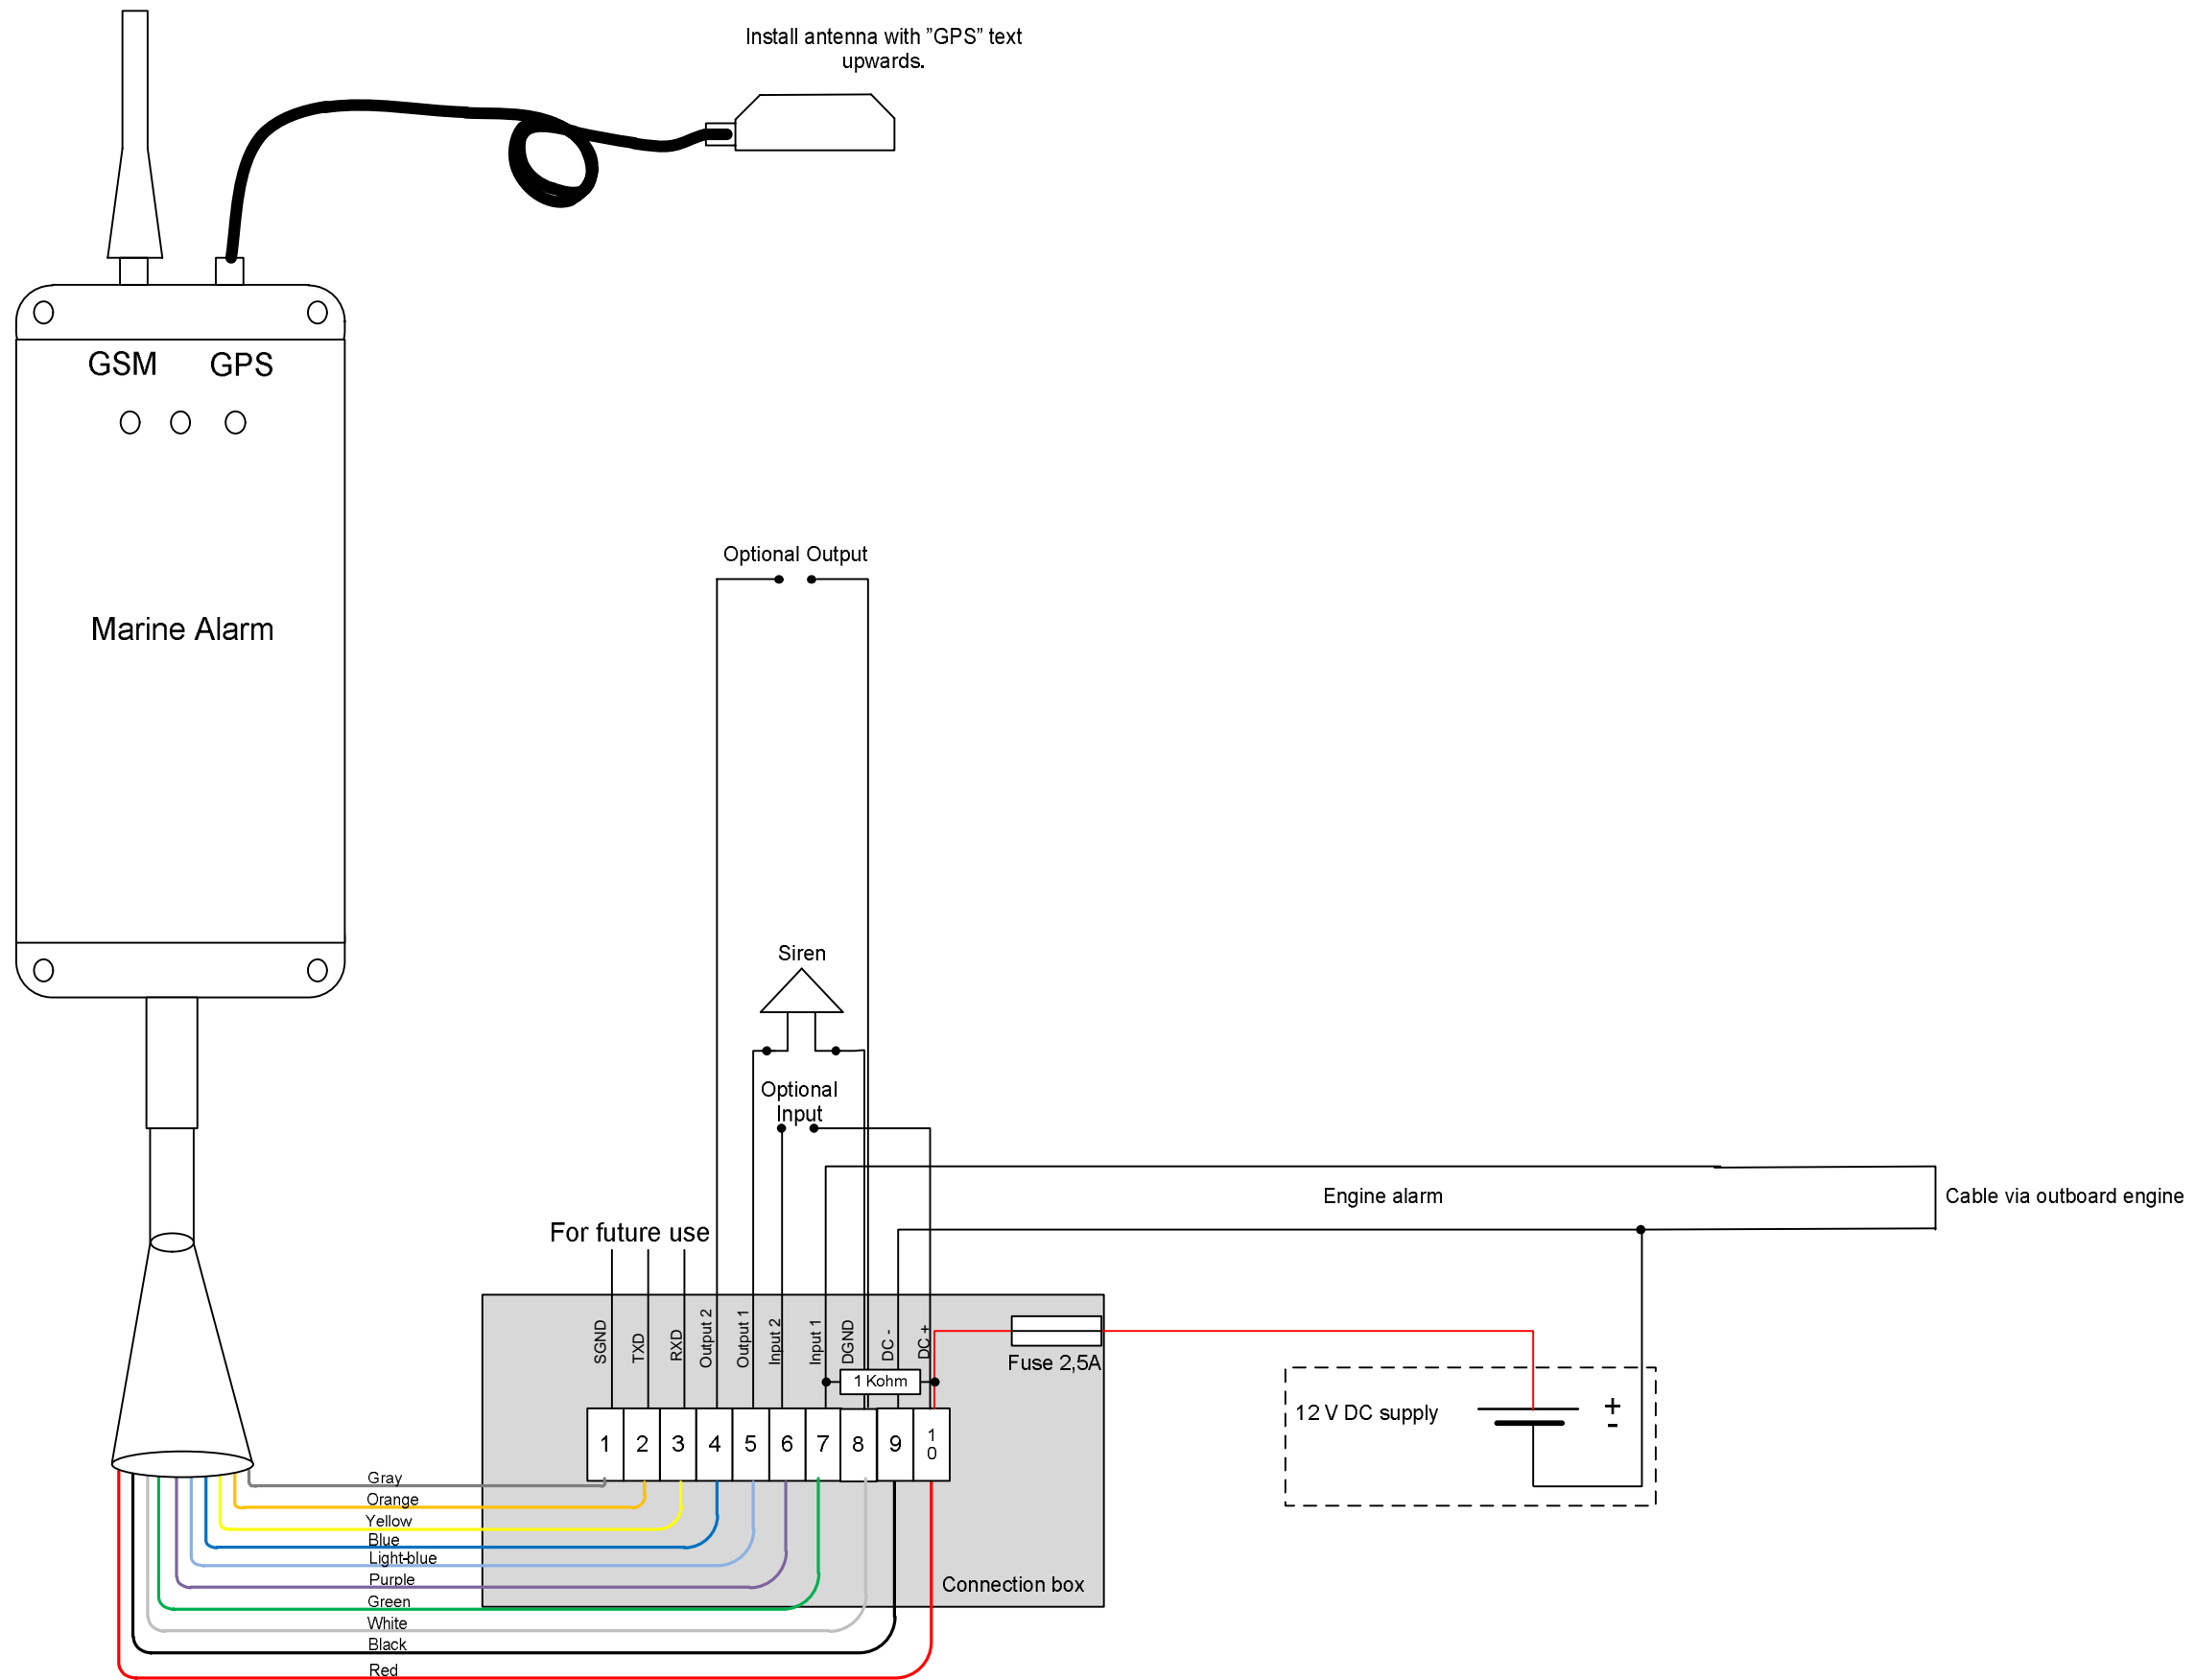 Install antenna with ”GPS” text
upwards.
GSM GPS
Marine Alarm
Optional Output
Siren
Optional
Input
Engine alarm
Cable via outboard engine
For future use
SGND
TXD
RXD
Output 2
Output 1
Input 2
Input 1
DGND
DC -
DC +
1 Kohm
Fuse 2,5A
12 V DC supply
+
-
1 2 3 4 5 6 7 8 9 10
Connection box
Gray
Orange
Yellow
Blue
Light-blue
Purple
Green
White
Black
Red